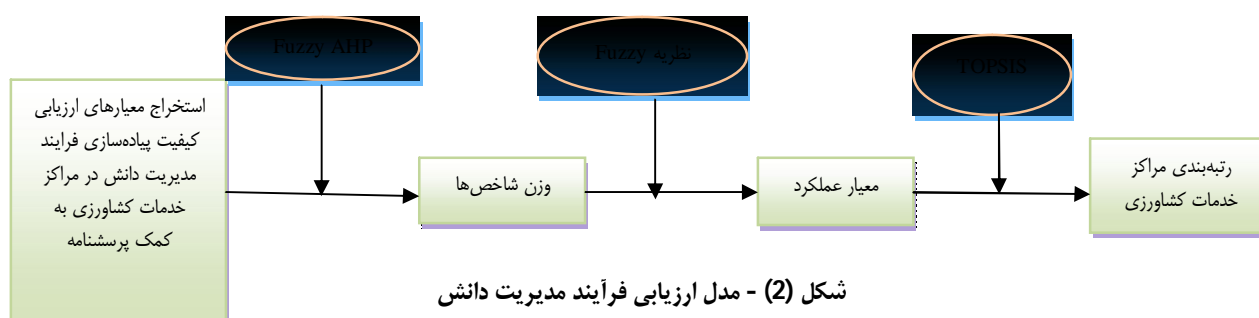 Fuzzy AHP
نظریه Fuzzy
TOPSIS
استخراج معیارهای ارزیابی
کیفیت پیاده‌سازی فرایند
مدیریت دانش در مراکز
خدمات کشاورزی به
کمک پرسشنامه
وزن شاخص‌ها
معیار عملکرد
رتبه‌بندی مراکز
خدمات کشاورزی
شکل (2) - مدل ارزیابی فرآیند مدیریت دانش